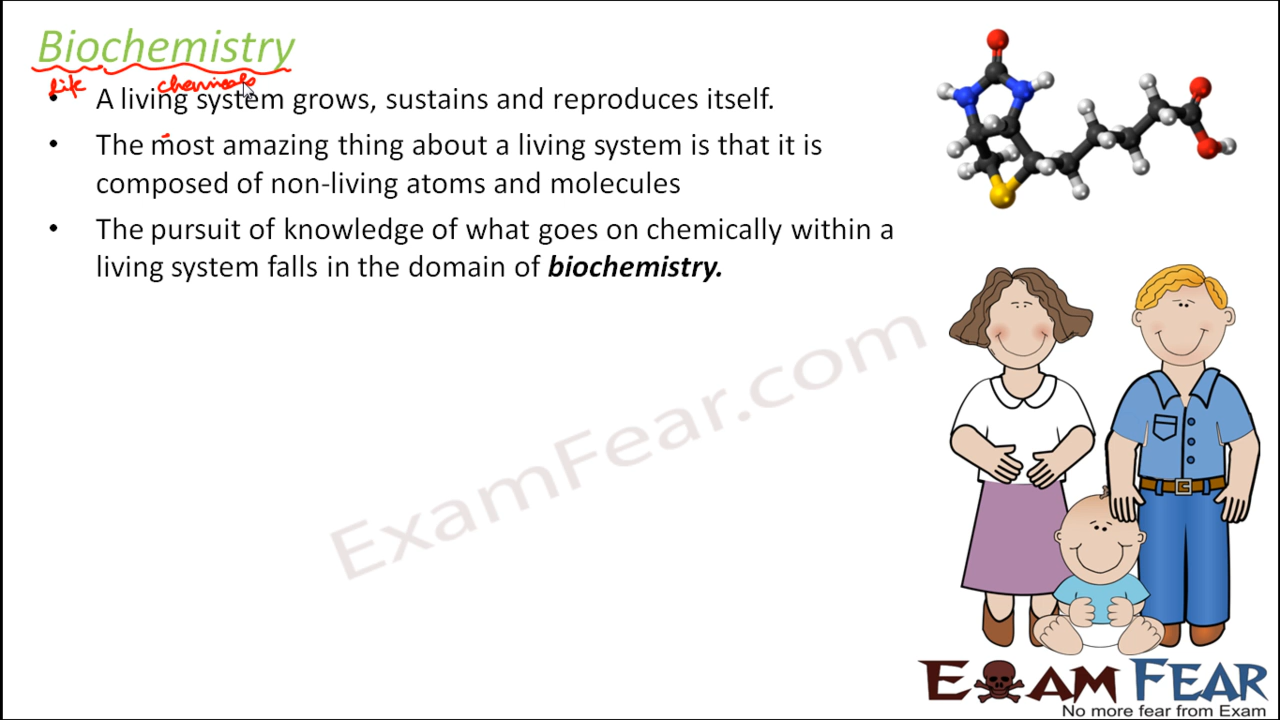 Biochemistry
life chemicals
• A living system grows, sustains and reproduces itself.
• The most amazing thing about a living system is that it is
composed of non-living atoms and molecules
• The pursuit of knowledge of what goes on chemically within a
living system falls in the domain of biochemistry.
ExamFear.com
EXAM FEAR
No more fear from Exam